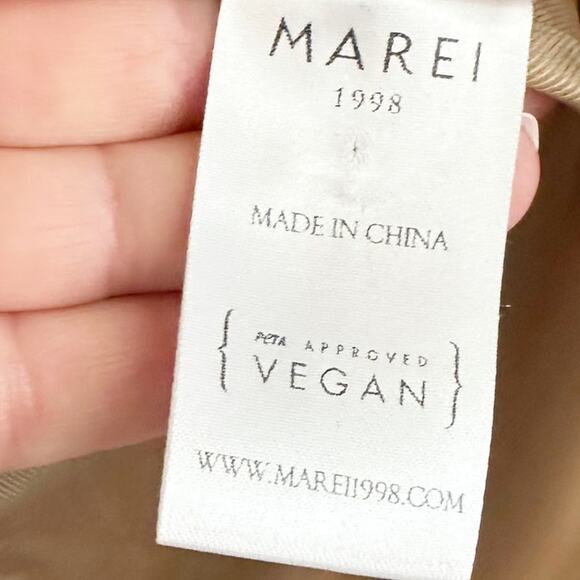 MAREI
1998
MADE IN CHINA
{ PETA APPROVED
VEGAN }
WWW.MAREI1998.COM